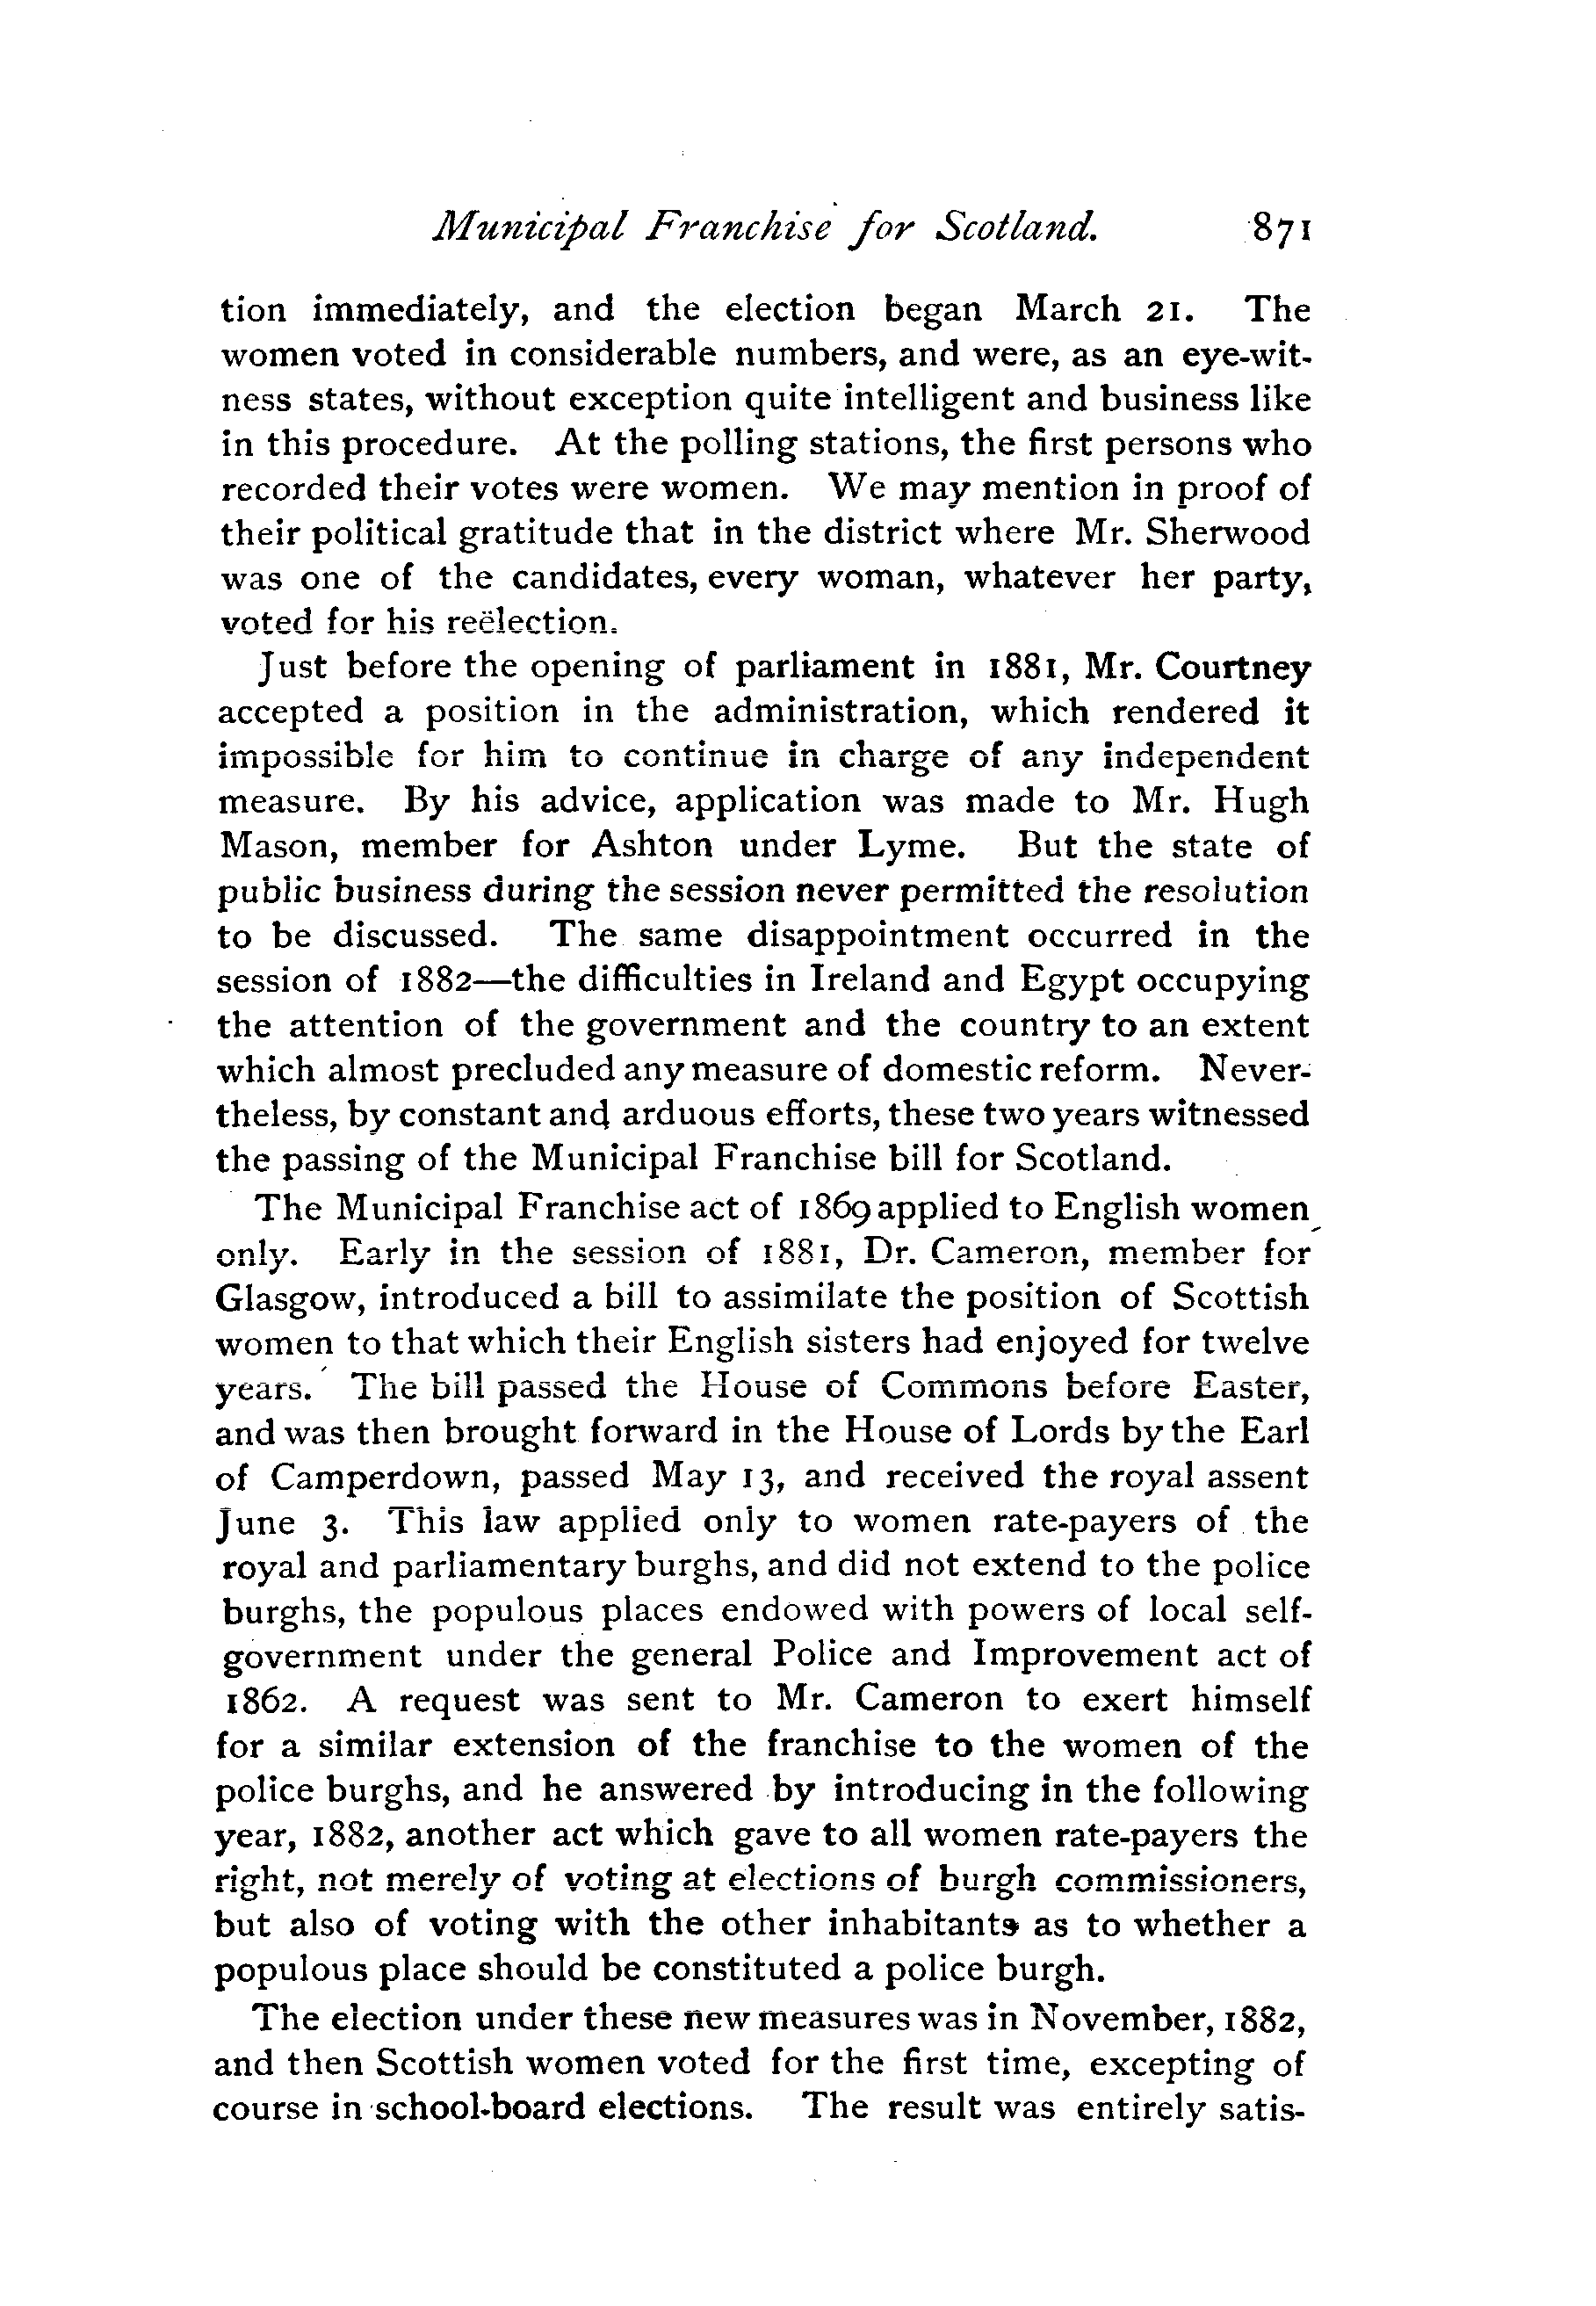 Municipal Franchise for Scotland. 871
tion immediately, and the election began March 21. The
women voted in considerable numbers, and were, as an eye-wit-
ness states, without exception quite intelligent and business like
in this procedure. At the polling stations, the first persons who
recorded their votes were women. We may mention in proof of
their political gratitude that in the district where Mr. Sherwood
was one of the candidates, every woman, whatever her party,
voted for his reëlection.
Just before the opening of parliament in 1881, Mr. Courtney
accepted a position in the administration, which rendered it
impossible for him to continue in charge of any independent
measure. By his advice, application was made to Mr. Hugh
Mason, member for Ashton under Lyme. But the state of
public business during the session never permitted the resolution
to be discussed. The same disappointment occurred in the
session of 1882—the difficulties in Ireland and Egypt occupying
the attention of the government and the country to an extent
which almost precluded any measure of domestic reform. Never-
theless, by constant and arduous efforts, these two years witnessed
the passing of the Municipal Franchise bill for Scotland.
The Municipal Franchise act of 1869 applied to English women
only. Early in the session of 1881, Dr. Cameron, member for
Glasgow, introduced a bill to assimilate the position of Scottish
women to that which their English sisters had enjoyed for twelve
years. The bill passed the House of Commons before Easter,
and was then brought forward in the House of Lords by the Earl
of Camperdown, passed May 13, and received the royal assent
June 3. This law applied only to women rate-payers of the
royal and parliamentary burghs, and did not extend to the police
burghs, the populous places endowed with powers of local self-
government under the general Police and Improvement act of
1862. A request was sent to Mr. Cameron to exert himself
for a similar extension of the franchise to the women of the
police burghs, and he answered by introducing in the following
year, 1882, another act which gave to all women rate-payers the
right, not merely of voting at elections of burgh commissioners,
but also of voting with the other inhabitants as to whether a
populous place should be constituted a police burgh.
The election under these new measures was in November, 1882,
and then Scottish women voted for the first time, excepting of
course in school-board elections. The result was entirely satis-